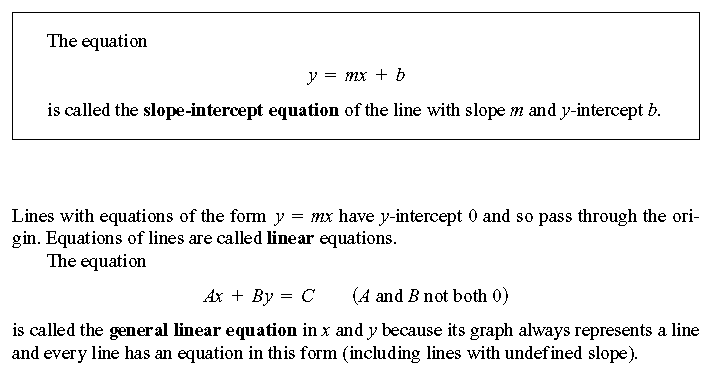 The equation
y = mx + b
is called the slope-intercept equation of the line with slope m and y-intercept b.
Lines with equations of the form y = mx have y-intercept 0 and so pass through the ori-
gin. Equations of lines are called linear equations.
The equation
Ax + By = C (A and B not both 0)
is called the general linear equation in x and y because its graph always represents a line
and every line has an equation in this form (including lines with undefined slope).